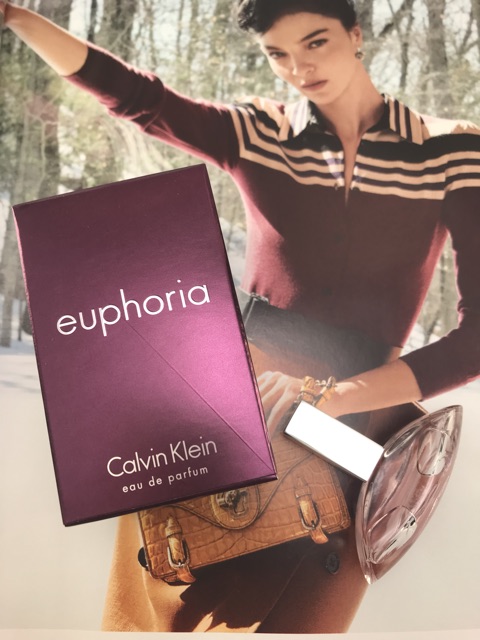 euphoria
Calvin Klein
eau de parfum